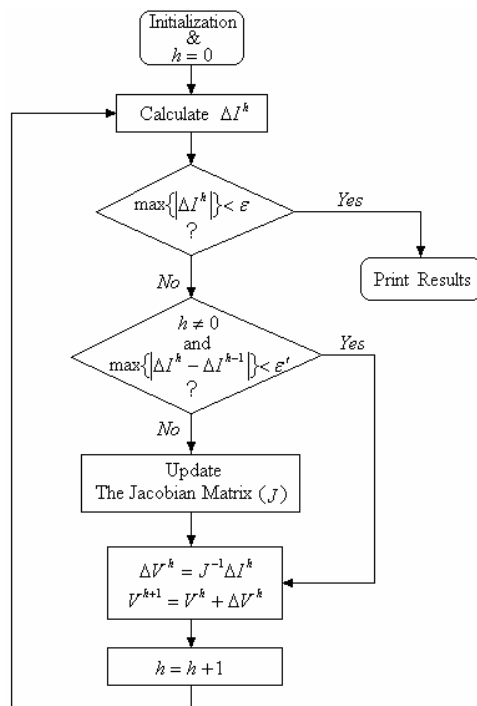 Initialization
&
h = 0
Calculate ΔI^h
max{|ΔI^h|} < ε
?
Yes
Print Results
No
h ≠ 0
and
max{|ΔI^h − ΔI^{h−1}|} < ε'
?
Yes
No
Update
The Jacobian Matrix (J)
ΔV^h = J^{−1}ΔI^h
V^{h+1} = V^h + ΔV^h
h = h + 1